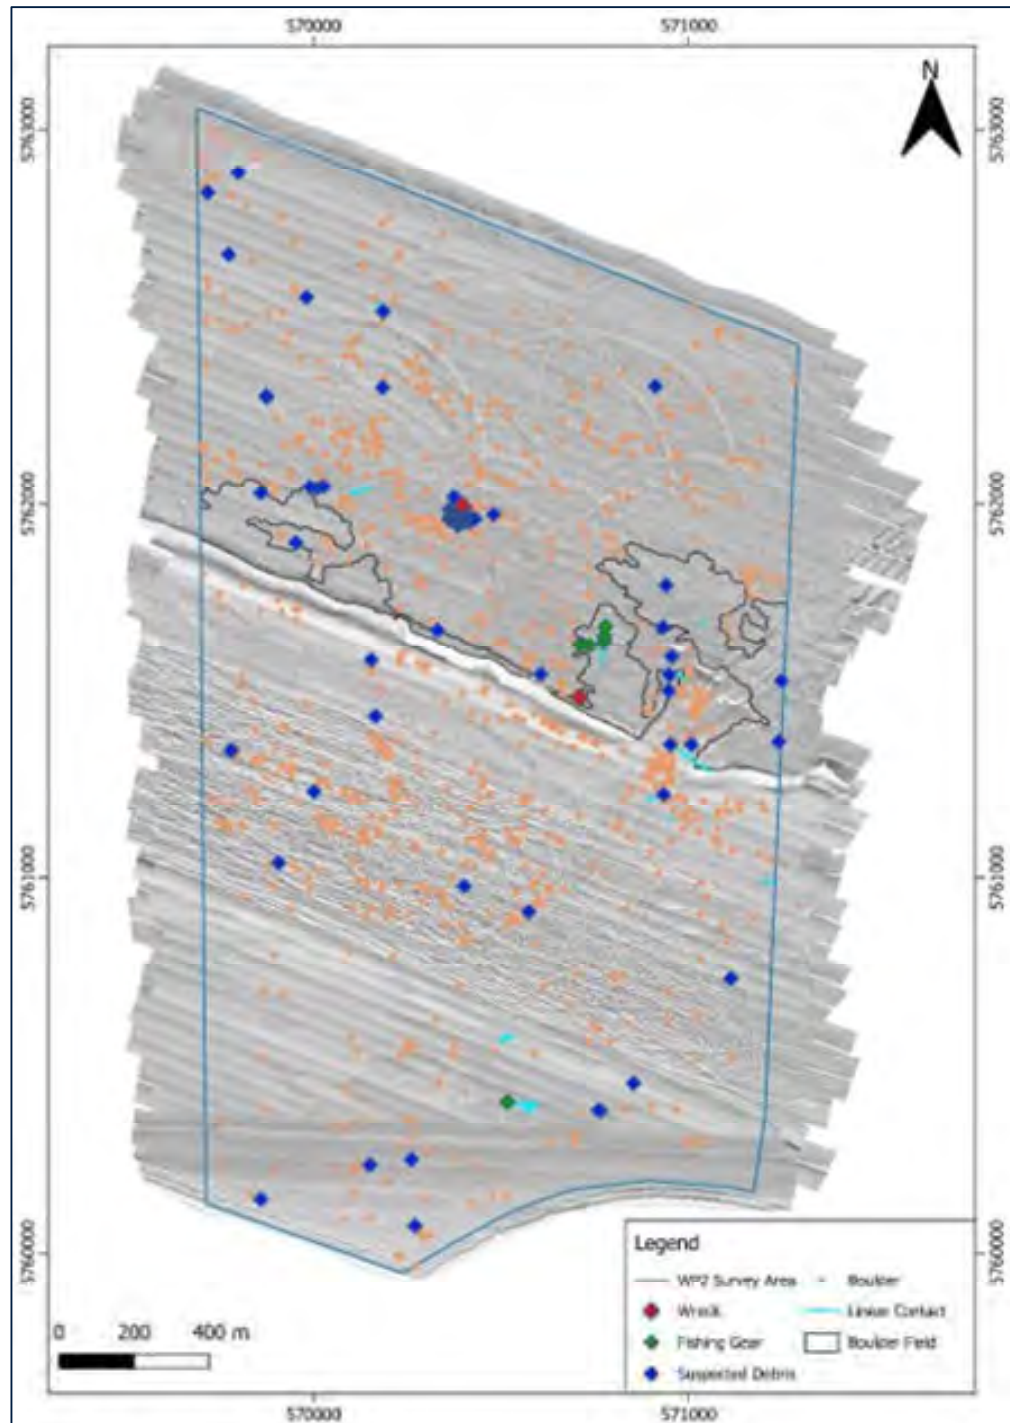 570000 571000
N
5763000 5763000
5762000 5762000
5761000 5761000
5760000 5760000
Legend
WP2 Survey Area
Boulder
Wreck
Linear Contact
Fishing Gear
Boulder Field
Suspected Debris
0 200 400 m
570000 571000